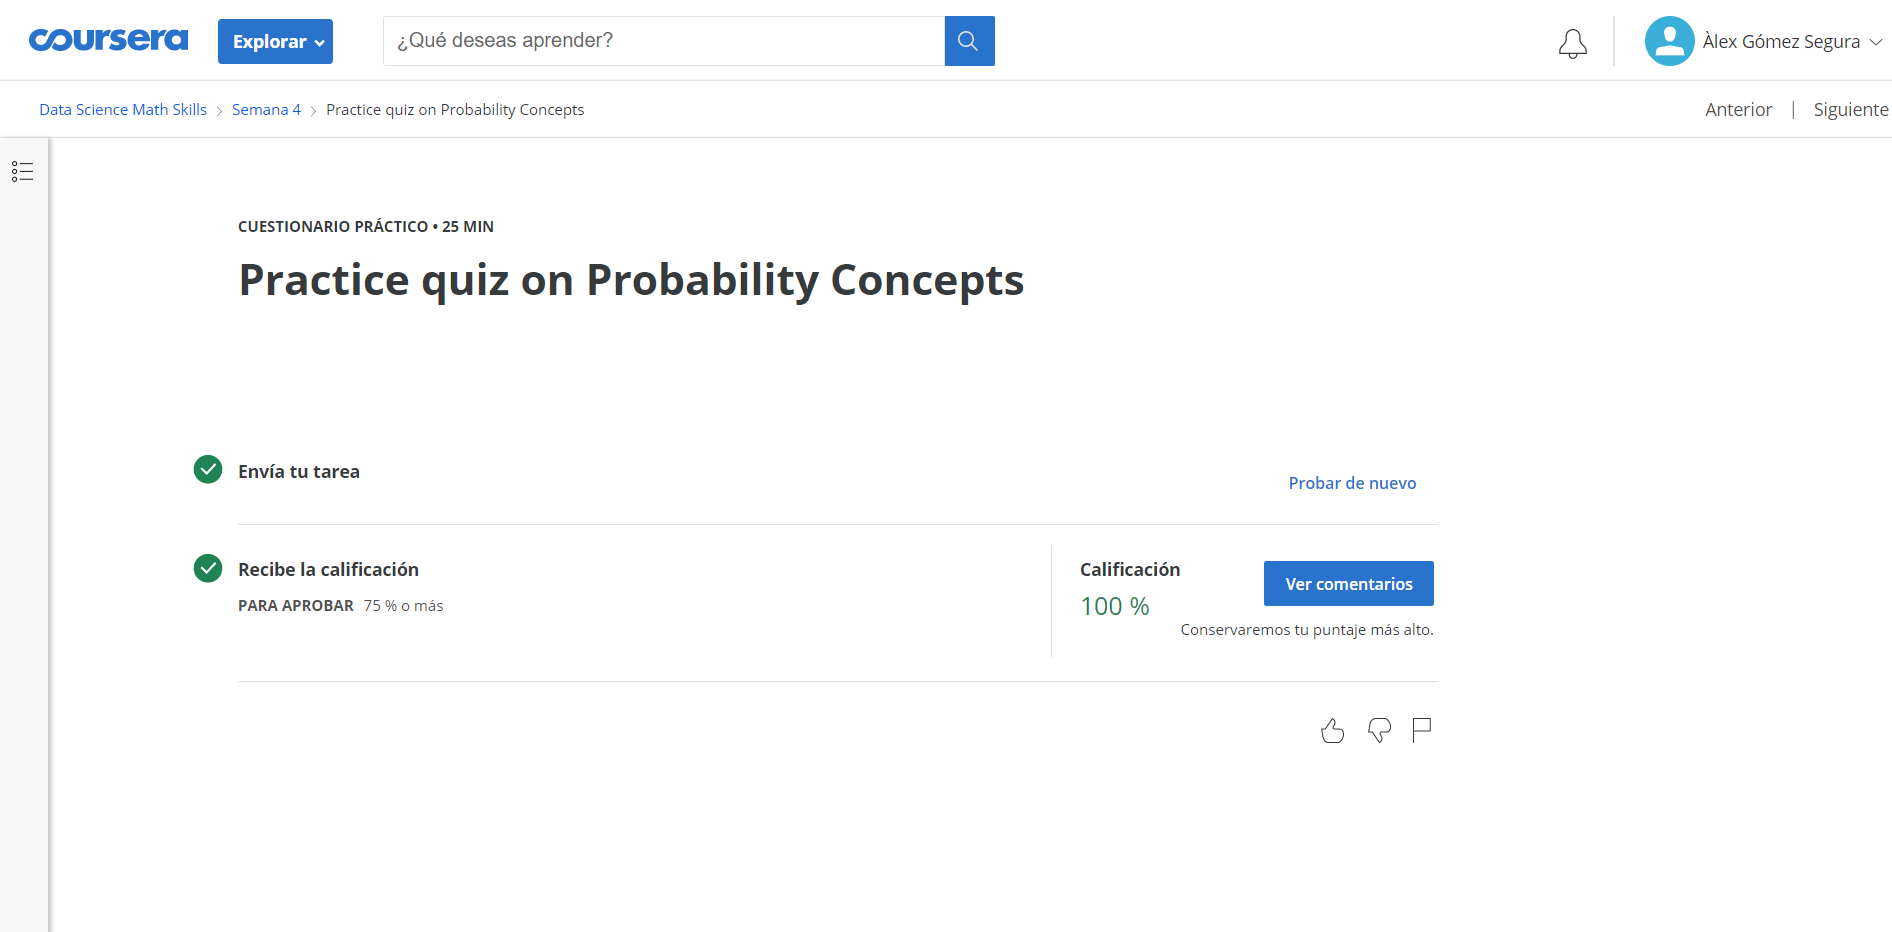 coursera
Explorar
¿Qué deseas aprender?
Àlex Gómez Segura
Data Science Math Skills
Semana 4
Practice quiz on Probability Concepts
Anterior | Siguiente
CUESTIONARIO PRÁCTICO • 25 MIN
Practice quiz on Probability Concepts
Envía tu tarea
Probar de nuevo
Recibe la calificación
PARA APROBAR 75 % o más
Calificación
100 %
Ver comentarios
Conservaremos tu puntaje más alto.